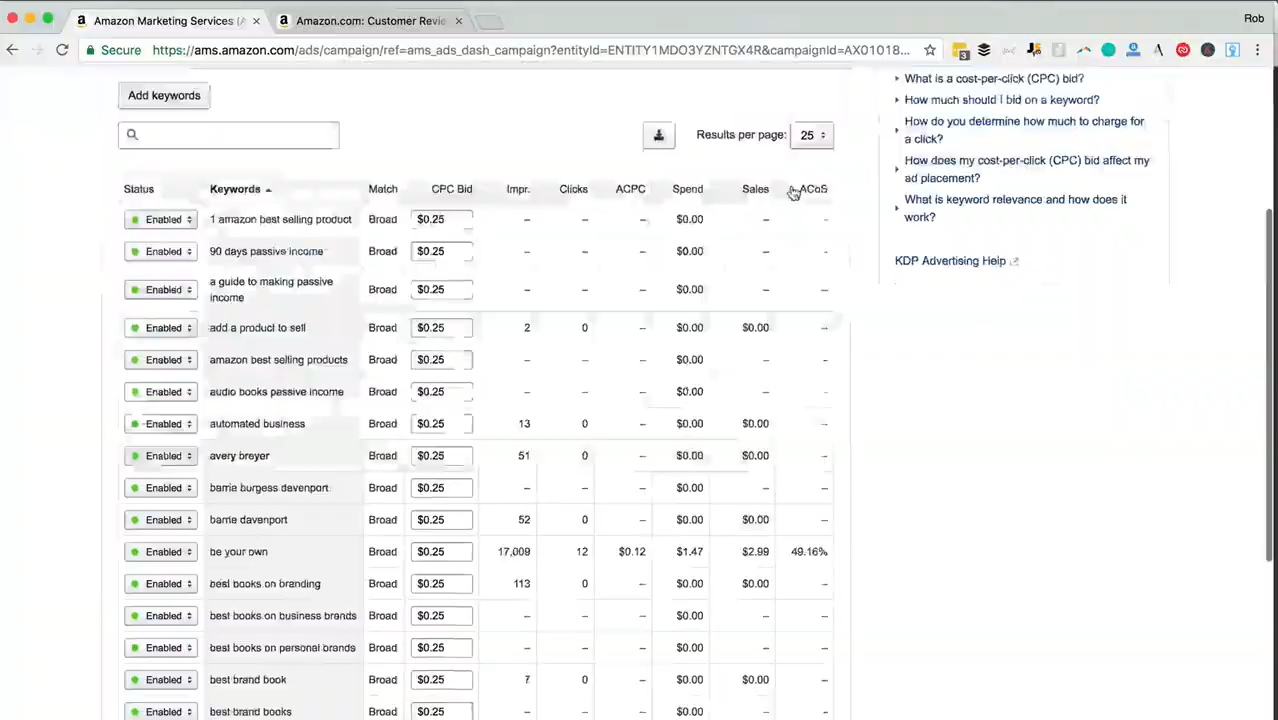 Amazon Marketing Services (A
Amazon.com: Customer Revie
Rob
Secure https://ams.amazon.com/ads/campaign/ref=ams_ads_dash_campaign?entityId=ENTITY1MDO3YZNTGX4R&campaignId=AX01018...
3
Add keywords
Results per page: 25
Status Keywords Match CPC Bid Impr. Clicks ACPC Spend Sales ACoS
Enabled 1 amazon best selling product Broad $0.25 – – – $0.00 – –
Enabled 90 days passive income Broad $0.25 – – – $0.00 – –
Enabled a guide to making passive
income Broad $0.25 – – – $0.00 – –
Enabled add a product to sell Broad $0.25 2 0 – $0.00 $0.00 –
Enabled amazon best selling products Broad $0.25 – – – $0.00 – –
Enabled audio books passive income Broad $0.25 – – – $0.00 – –
Enabled automated business Broad $0.25 13 0 – $0.00 $0.00 –
Enabled avery breyer Broad $0.25 51 0 – $0.00 $0.00 –
Enabled barrie burgess davenport Broad $0.25 – – – $0.00 – –
Enabled barrie davenport Broad $0.25 52 0 – $0.00 $0.00 –
Enabled be your own Broad $0.25 17,009 12 $0.12 $1.47 $2.99 49.16%
Enabled best books on branding Broad $0.25 113 0 – $0.00 $0.00 –
Enabled best books on business brands Broad $0.25 – – – $0.00 – –
Enabled best books on personal brands Broad $0.25 – – – $0.00 – –
Enabled best brand book Broad $0.25 7 0 – $0.00 $0.00 –
Enabled best brand books Broad $0.25 – – – $0.00 – –
What is a cost-per-click (CPC) bid?
How much should I bid on a keyword?
How do you determine how much to charge for
a click?
How does my cost-per-click (CPC) bid affect my
ad placement?
What is keyword relevance and how does it
work?
KDP Advertising Help